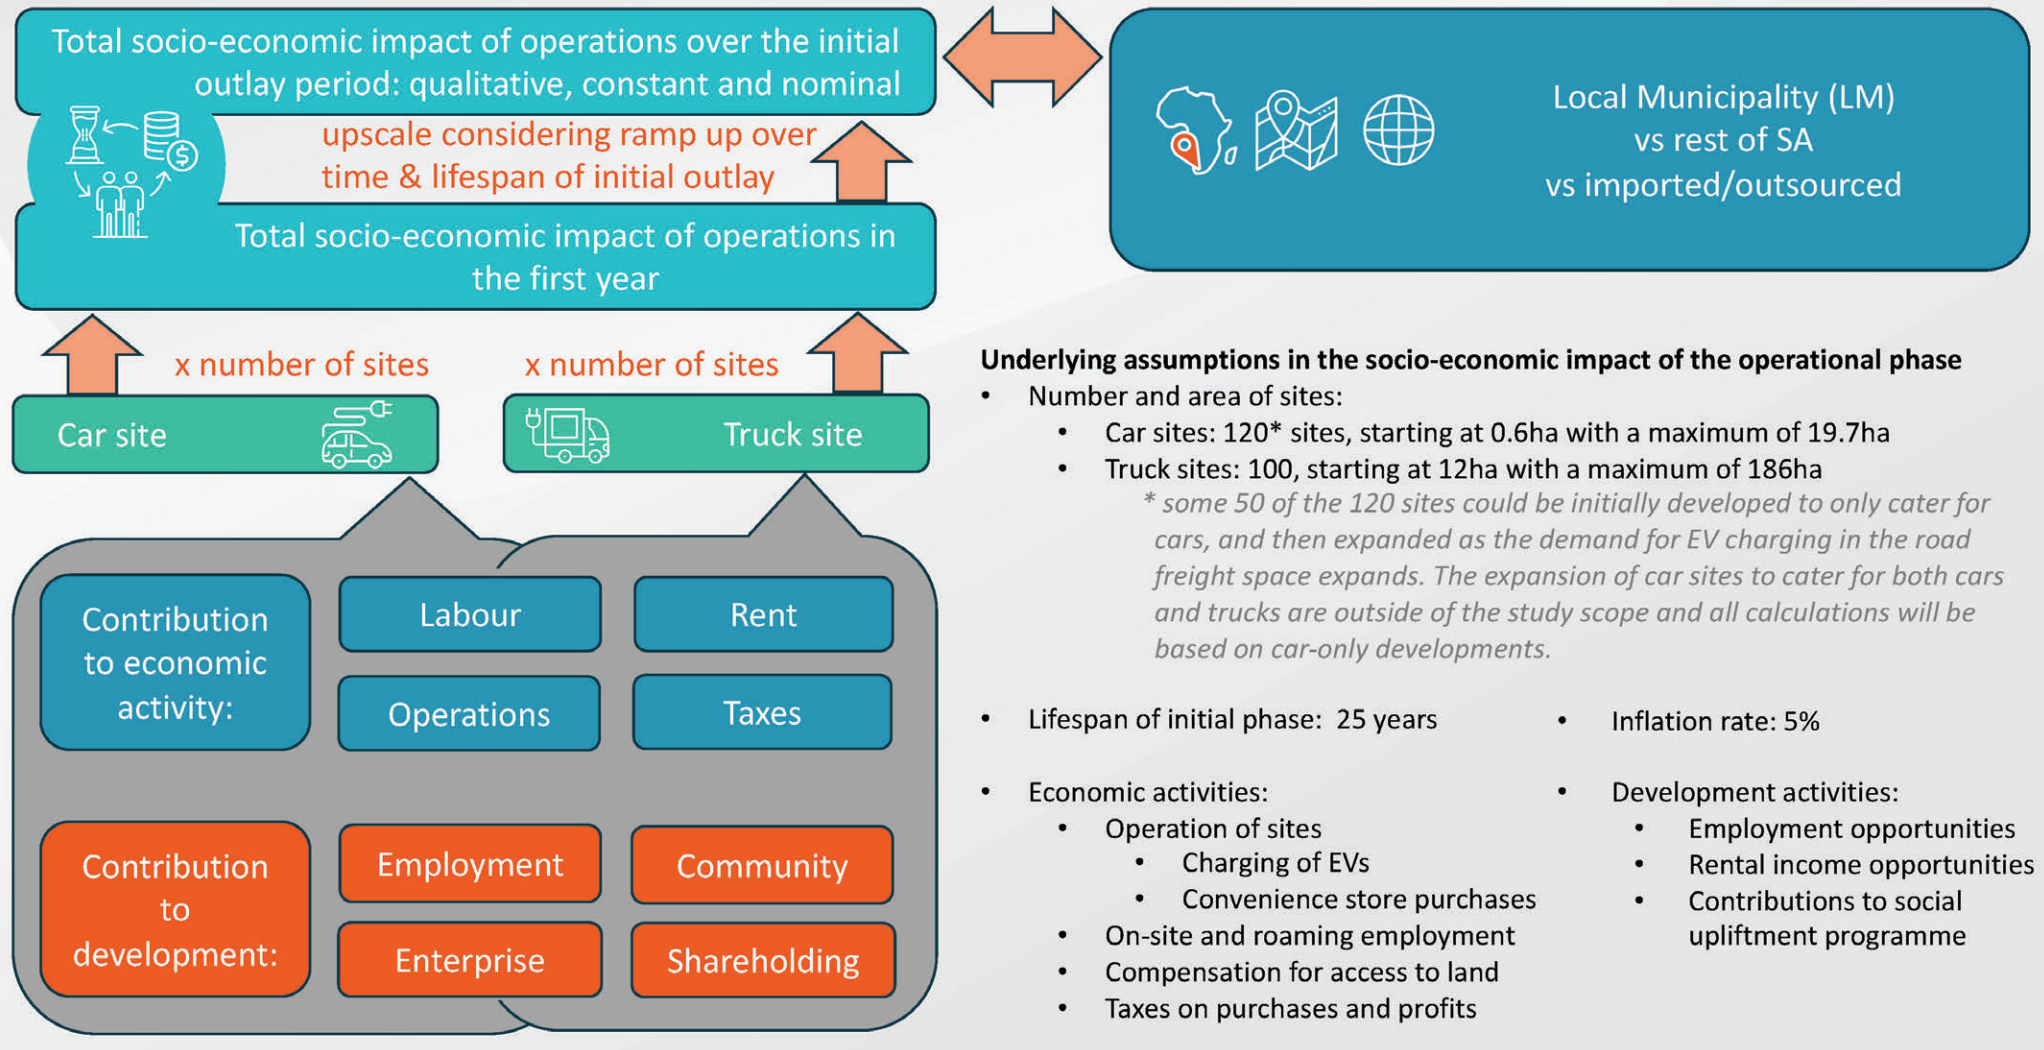 Total socio-economic impact of operations over the initial
outlay period: qualitative, constant and nominal
upscale considering ramp up over
time & lifespan of initial outlay
Total socio-economic impact of operations in
the first year
x number of sites
x number of sites
Car site
Truck site
Contribution
to economic
activity:
Labour
Rent
Operations
Taxes
Contribution
to
development:
Employment
Community
Enterprise
Shareholding
Local Municipality (LM)
vs rest of SA
vs imported/outsourced
Underlying assumptions in the socio-economic impact of the operational phase
• Number and area of sites:
• Car sites: 120* sites, starting at 0.6ha with a maximum of 19.7ha
• Truck sites: 100, starting at 12ha with a maximum of 186ha
* some 50 of the 120 sites could be initially developed to only cater for
cars, and then expanded as the demand for EV charging in the road
freight space expands. The expansion of car sites to cater for both cars
and trucks are outside of the study scope and all calculations will be
based on car-only developments.
• Lifespan of initial phase: 25 years
• Inflation rate: 5%
• Economic activities:
• Operation of sites
• Charging of EVs
• Convenience store purchases
• On-site and roaming employment
• Compensation for access to land
• Taxes on purchases and profits
• Development activities:
• Employment opportunities
• Rental income opportunities
• Contributions to social
upliftment programme